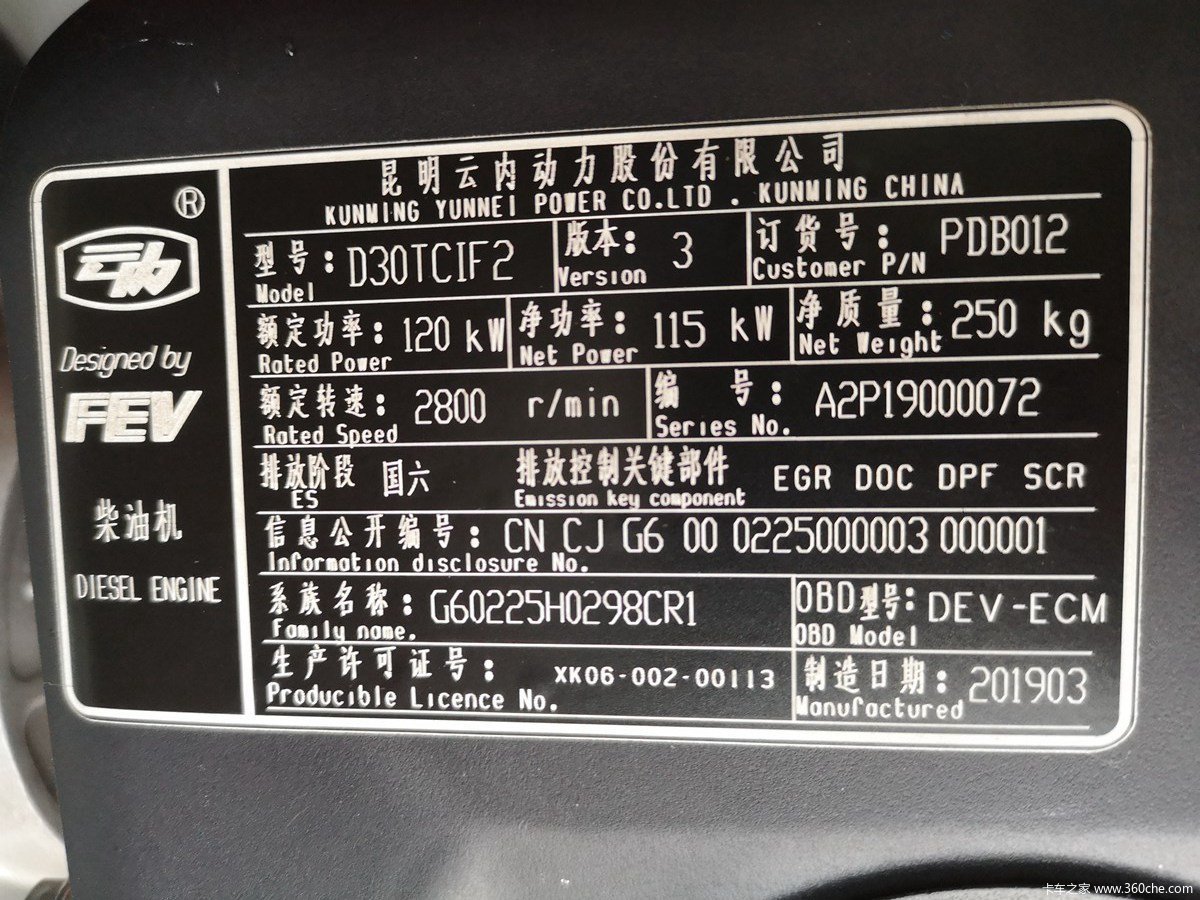 ®
Designed by
FEV
柴油机
DIESEL ENGINE
昆明云内动力股份有限公司
KUNMING YUNNEI POWER CO.LTD . KUNMING CHINA
型号: D30TCIF2 版本: 3 订货号: PDB012
Model Version Customer P/N
额定功率: 120 kW 净功率: 115 kW 净质量: 250 kg
Rated Power Net Power Net Weight
额定转速: 2800 r/min 编 号: A2P19000072
Rated Speed Series No.
排放阶段 国六 排放控制关键部件 EGR DOC DPF SCR
ES Emission key component
信息公开编号: CN CJ G6 00 0225000003 000001
Information disclosure No.
系族名称: G60225H0298CR1 OBD型号: DEV-ECM
Family name. OBD Model
生产许可证号: XK06-002-00113 制造日期: 201903
Producible Licence No. Manufactured
卡车之家 www.360che.com